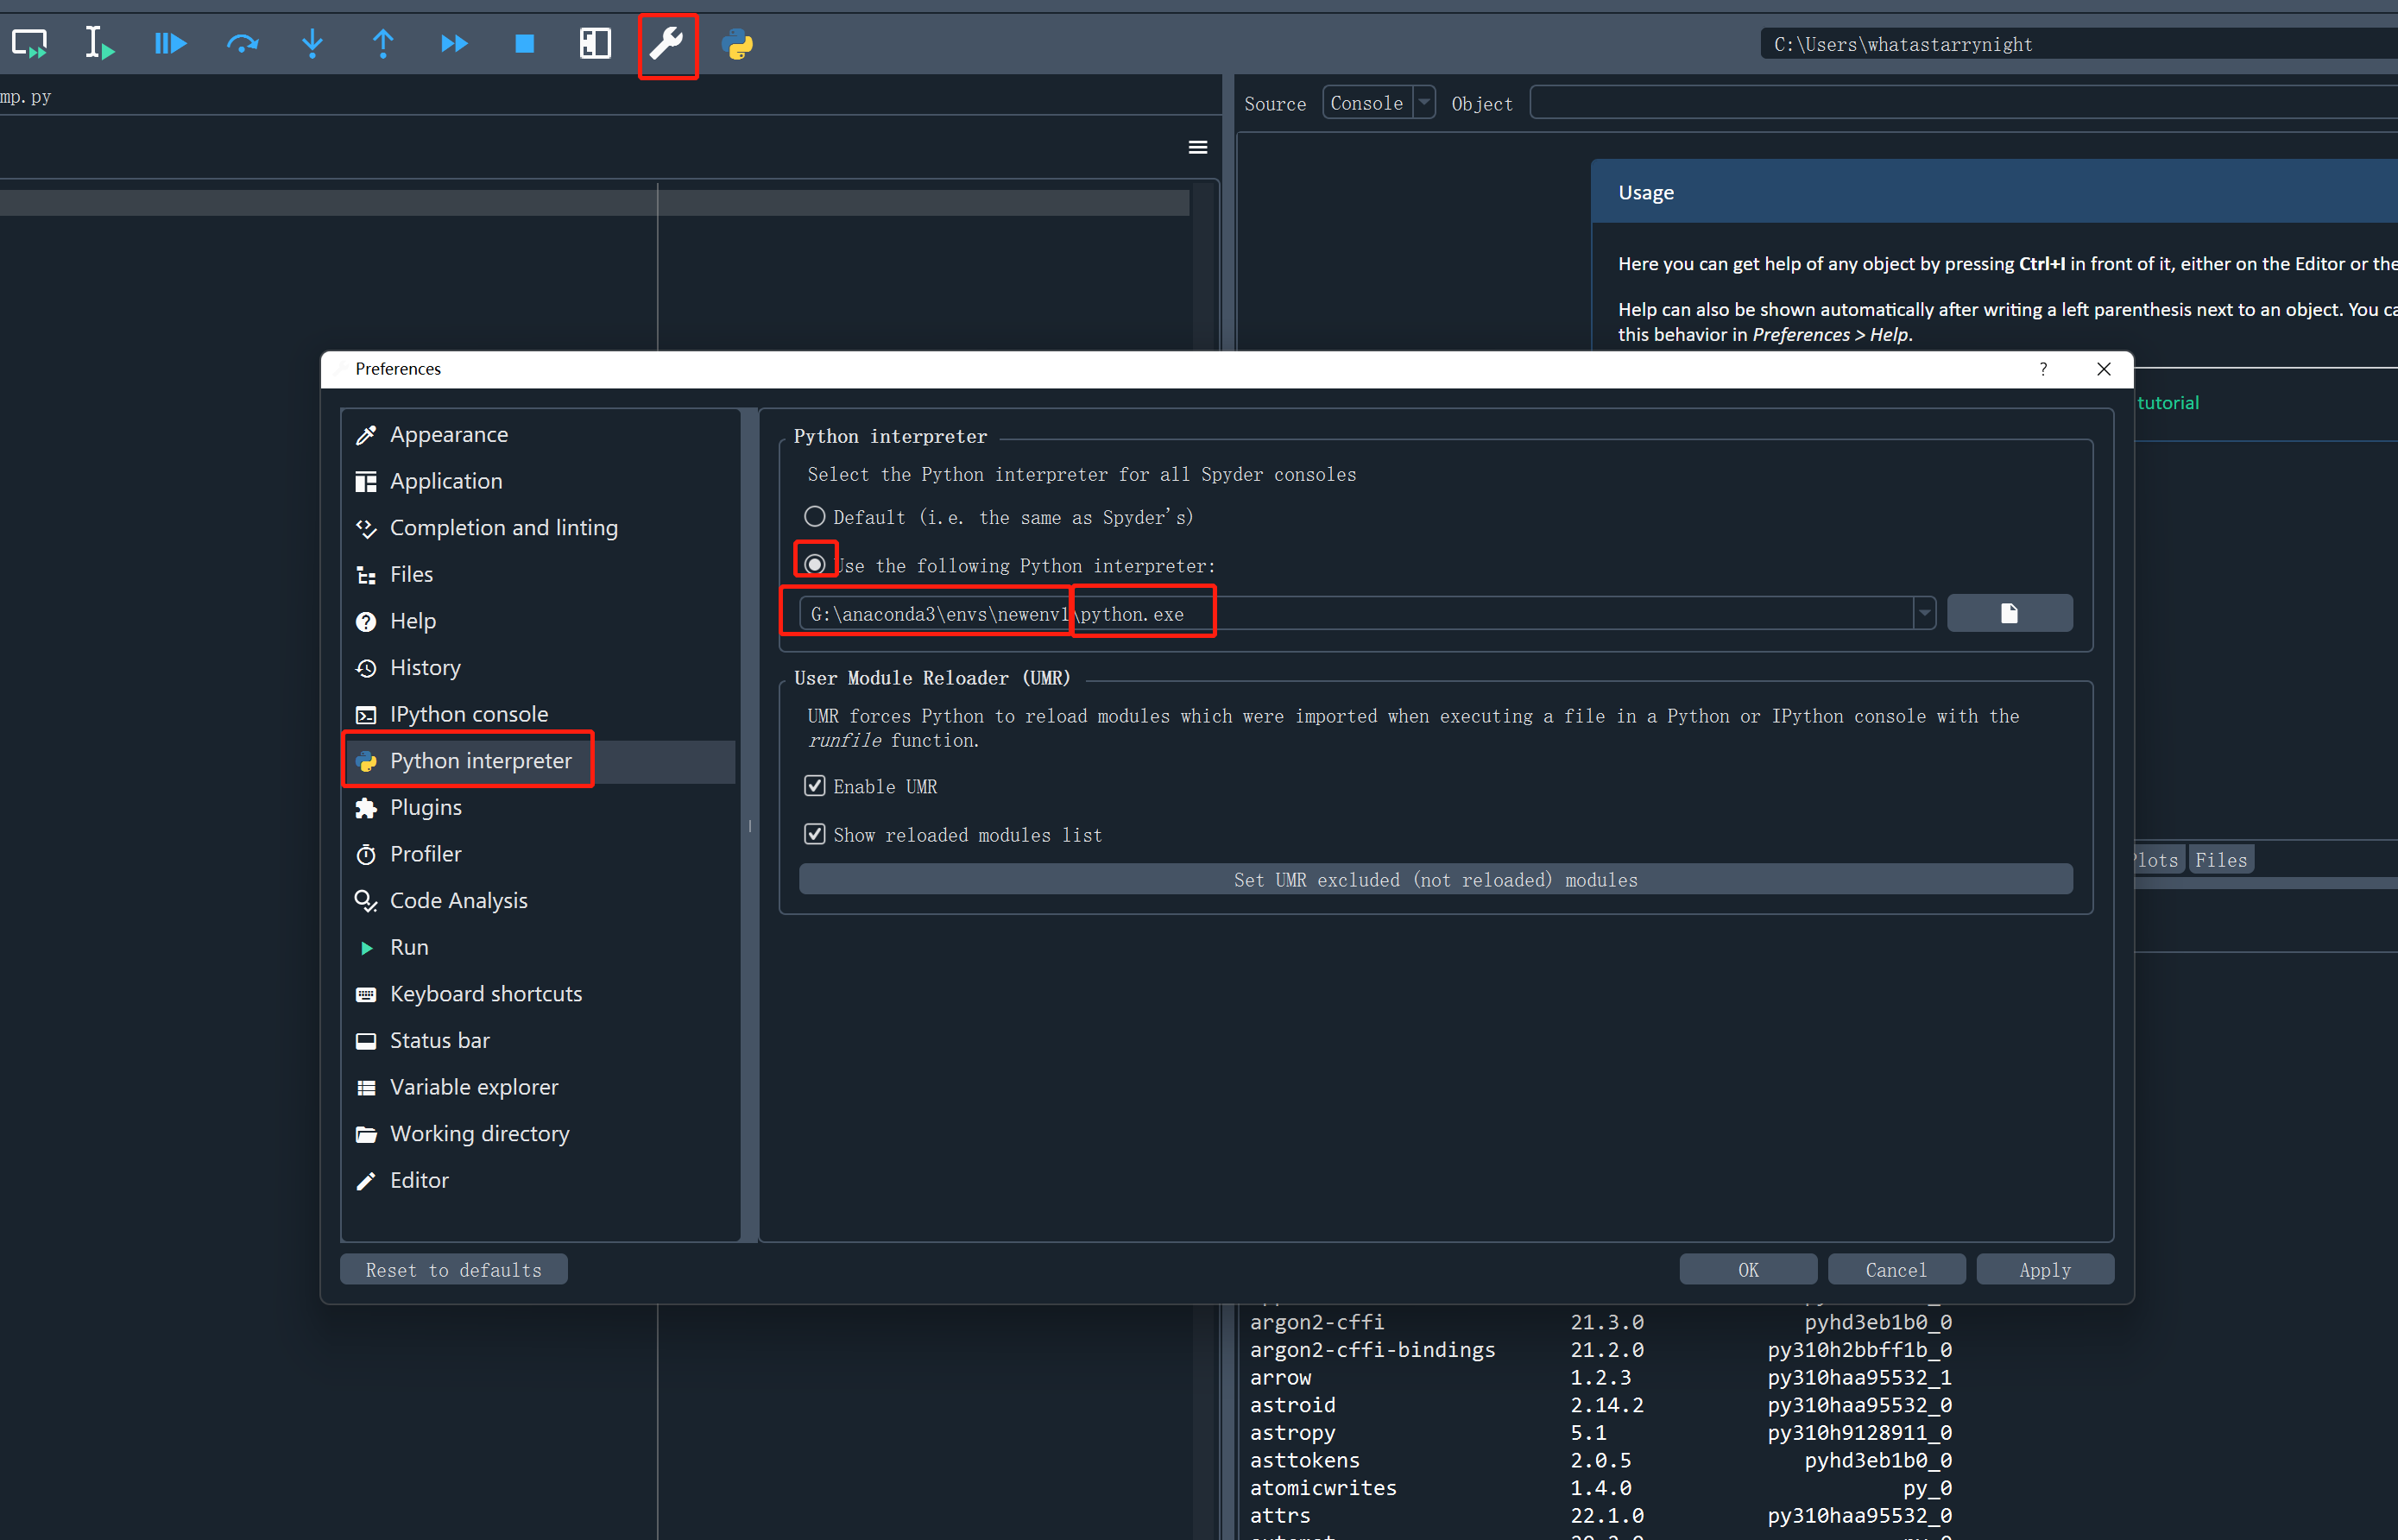 C:\Users\whatastarrynight
mp.py
Source Console Object
Usage
Here you can get help of any object by pressing Ctrl+I in front of it, either on the Editor or the
Help can also be shown automatically after writing a left parenthesis next to an object. You ca
this behavior in Preferences > Help.
tutorial
Preferences
?
Appearance
Application
Completion and linting
Files
Help
History
IPython console
Python interpreter
Plugins
Profiler
Code Analysis
Run
Keyboard shortcuts
Status bar
Variable explorer
Working directory
Editor
Python interpreter
Select the Python interpreter for all Spyder consoles
Default (i.e. the same as Spyder's)
Use the following Python interpreter:
G:\anaconda3\envs\newenv1\python.exe
User Module Reloader (UMR)
UMR forces Python to reload modules which were imported when executing a file in a Python or IPython console with the
runfile function.
Enable UMR
Show reloaded modules list
Set UMR excluded (not reloaded) modules
Reset to defaults
OK Cancel Apply
Plots Files
argon2-cffi 21.3.0 pyhd3eb1b0_0
argon2-cffi-bindings 21.2.0 py310h2bbff1b_0
arrow 1.2.3 py310haa95532_1
astroid 2.14.2 py310haa95532_0
astropy 5.1 py310h9128911_0
asttokens 2.0.5 pyhd3eb1b0_0
atomicwrites 1.4.0 py_0
attrs 22.1.0 py310haa95532_0